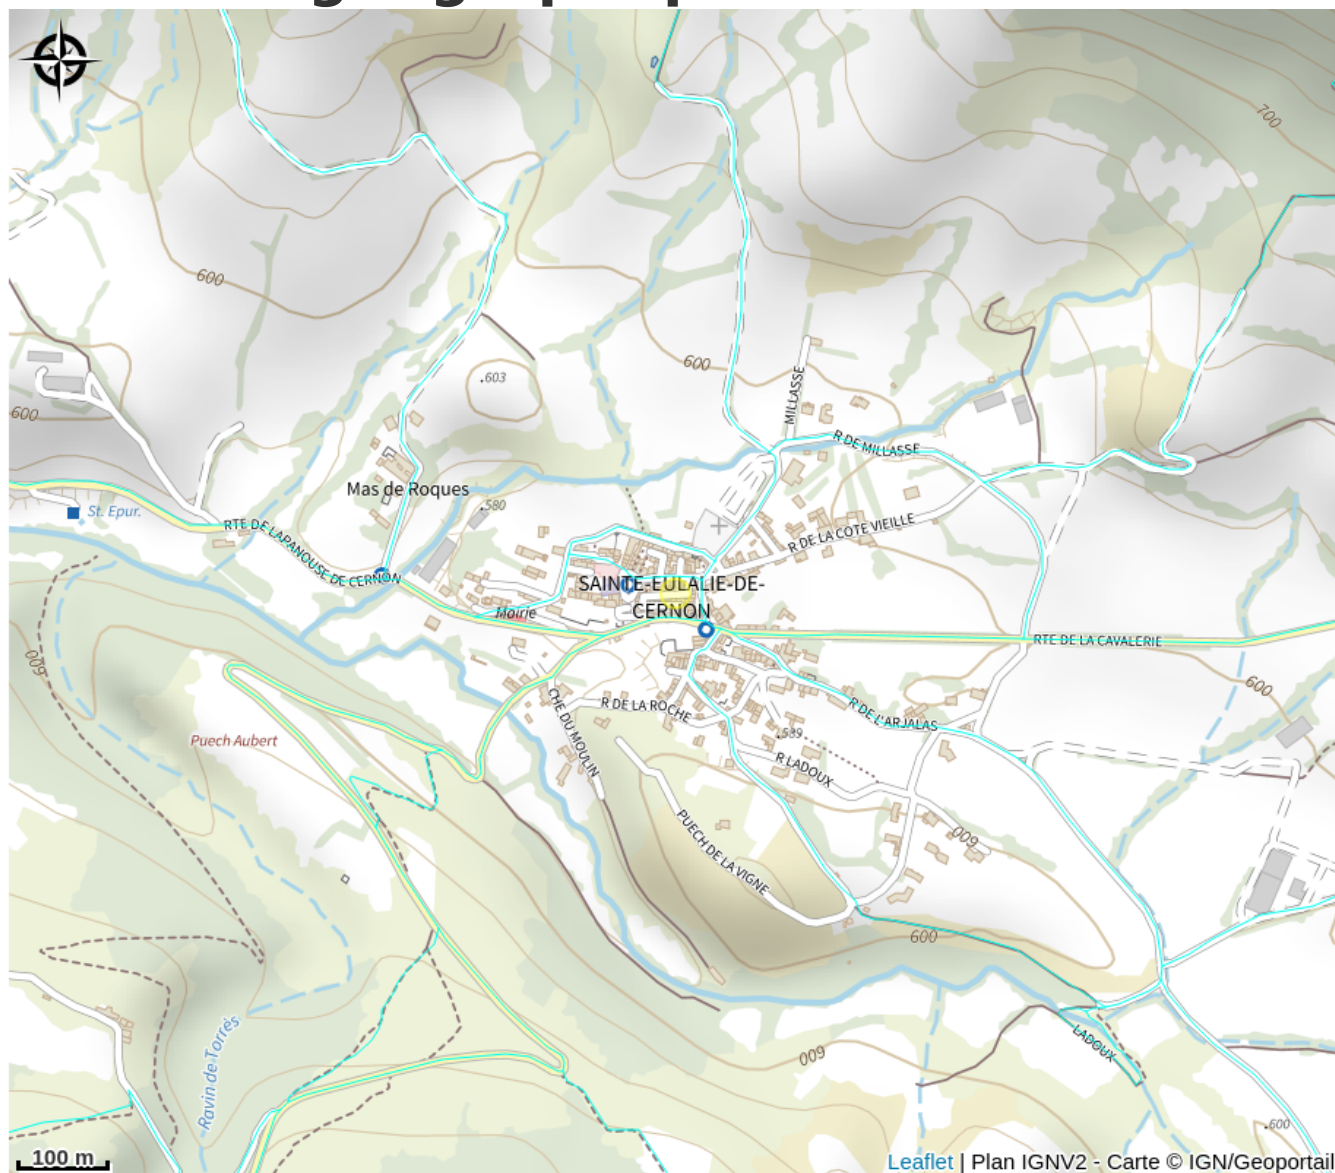 700
600
600
.603
600
MILLASSE
R DE MILLASSE
Mas de Roques
.580
St. Epur.
RTE DE LAPANOUSE DE CERNON
R DE LA COTE VIEILLE
SAINTE-EULALIE-DE-
CERNON
Mairie
RTE DE LA CAVALERIE
600
600
CHE DU MOULIN
R DE LA ROCHE
R DE L'ARJALAS
.589
Puech Aubert
R LADOUX
PUECH DE LA VIGNE
600
600
Ravin de Torrés
600
LADOUX
.600
100 m
Leaflet | Plan IGNV2 - Carte © IGN/Geoportail